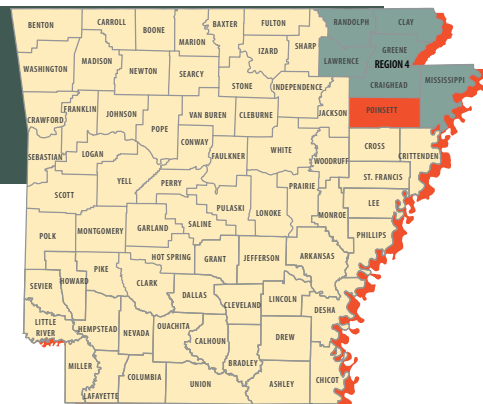 BENTON
CARROLL
BOONE
BAXTER
FULTON
RANDOLPH
CLAY
MARION
IZARD
SHARP
GREENE
WASHINGTON
MADISON
NEWTON
SEARCY
LAWRENCE
REGION 4
STONE
INDEPENDENCE
CRAIGHEAD
MISSISSIPPI
CRAWFORD
FRANKLIN
JOHNSON
POPE
VAN BUREN
CLEBURNE
JACKSON
POINSETT
SEBASTIAN
LOGAN
CONWAY
FAULKNER
WHITE
WOODRUFF
CROSS
CRITTENDEN
SCOTT
YELL
PERRY
PRAIRIE
ST. FRANCIS
POLK
MONTGOMERY
GARLAND
SALINE
PULASKI
LONOKE
MONROE
LEE
PHILLIPS
PIKE
HOT SPRING
GRANT
JEFFERSON
ARKANSAS
SEVIER
HOWARD
CLARK
DALLAS
CLEVELAND
LINCOLN
DESHA
LITTLE
RIVER
HEMPSTEAD
NEVADA
OUACHITA
CALHOUN
BRADLEY
DREW
MILLER
LAFAYETTE
COLUMBIA
UNION
ASHLEY
CHICOT